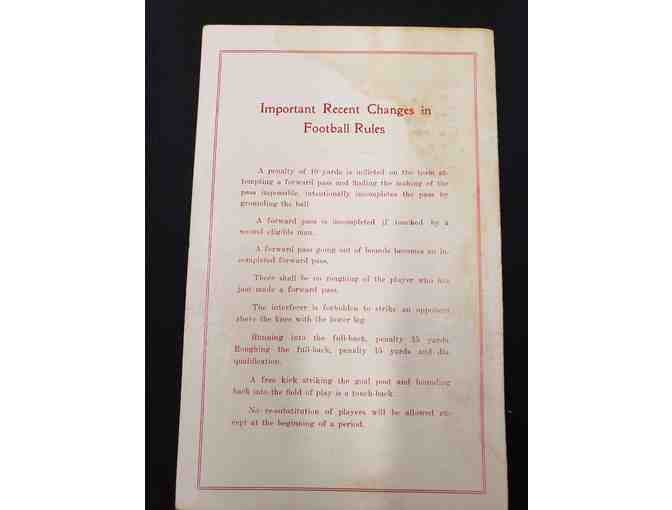 Important Recent Changes in
Football Rules
A penalty of 10 yards is inflicted on the team at-
tempting a forward pass and finding the making of the
pass impossible, intentionally incompletes the pass by
grounding the ball.
A forward pass is incompleted if touched by a
second eligible man.
A forward pass going out of bounds becomes an in-
completed forward pass.
There shall be no roughing of the player who has
just made a forward pass.
The interferer is forbidden to strike an opponent
above the knee with the lower leg.
Running into the full-back, penalty 15 yards.
Roughing the full-back, penalty 15 yards and dis-
qualification.
A free kick striking the goal post and bounding
back into the field of play is a touch-back.
No re-substitution of players will be allowed ex-
cept at the beginning of a period.